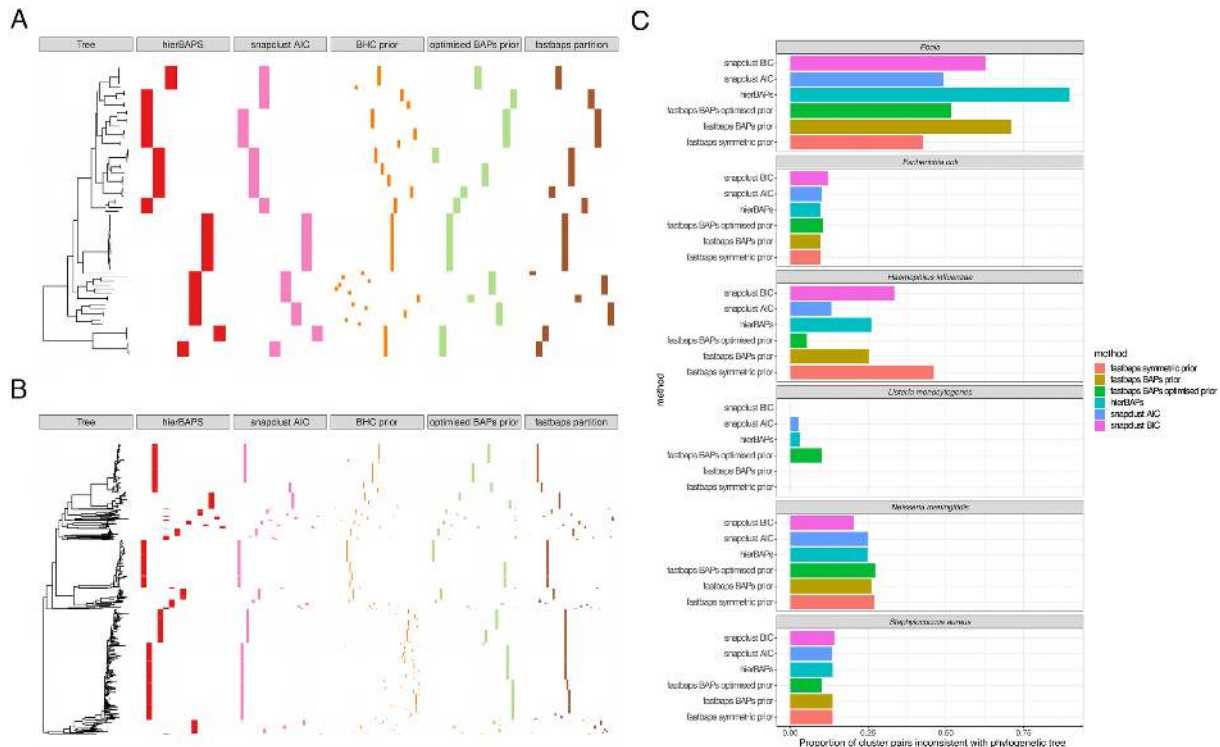 A
Tree hierBAPS snapclust AIC BHC prior optimised BAPs prior fastbaps partition
B
Tree hierBAPS snapclust AIC BHC prior optimised BAPs prior fastbaps partition
C
Ebola
snapclust BIC
snapclust AIC
hierBAPs
fastbaps BAPs optimised prior
fastbaps BAPs prior
fastbaps symmetric prior
Escherichia coli
snapclust BIC
snapclust AIC
hierBAPs
fastbaps BAPs optimised prior
fastbaps BAPs prior
fastbaps symmetric prior
Haemophilus influenzae
snapclust BIC
snapclust AIC
hierBAPs
fastbaps BAPs optimised prior
fastbaps BAPs prior
fastbaps symmetric prior
Listeria monocytogenes
snapclust BIC
snapclust AIC
hierBAPs
fastbaps BAPs optimised prior
fastbaps BAPs prior
fastbaps symmetric prior
Neisseria meningitidis
snapclust BIC
snapclust AIC
hierBAPs
fastbaps BAPs optimised prior
fastbaps BAPs prior
fastbaps symmetric prior
Staphylococcus aureus
snapclust BIC
snapclust AIC
hierBAPs
fastbaps BAPs optimised prior
fastbaps BAPs prior
fastbaps symmetric prior
0.00 0.25 0.50 0.75
Proportion of cluster pairs inconsistent with phylogenetic tree
method
method
fastbaps symmetric prior
fastbaps BAPs prior
fastbaps BAPs optimised prior
hierBAPs
snapclust AIC
snapclust BIC